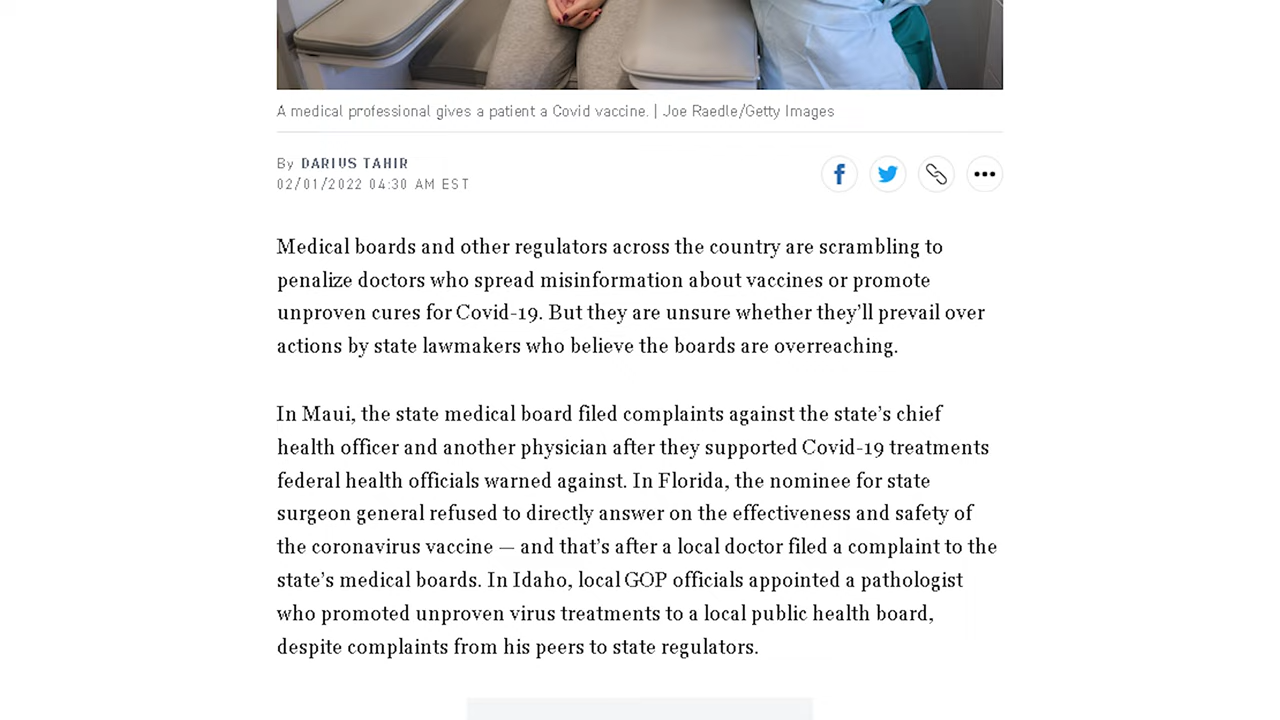 A medical professional gives a patient a Covid vaccine. | Joe Raedle/Getty Images
By DARIUS TAHIR
02/01/2022 04:30 AM EST
Medical boards and other regulators across the country are scrambling to
penalize doctors who spread misinformation about vaccines or promote
unproven cures for Covid-19. But they are unsure whether they’ll prevail over
actions by state lawmakers who believe the boards are overreaching.
In Maui, the state medical board filed complaints against the state’s chief
health officer and another physician after they supported Covid-19 treatments
federal health officials warned against. In Florida, the nominee for state
surgeon general refused to directly answer on the effectiveness and safety of
the coronavirus vaccine — and that’s after a local doctor filed a complaint to the
state’s medical boards. In Idaho, local GOP officials appointed a pathologist
who promoted unproven virus treatments to a local public health board,
despite complaints from his peers to state regulators.